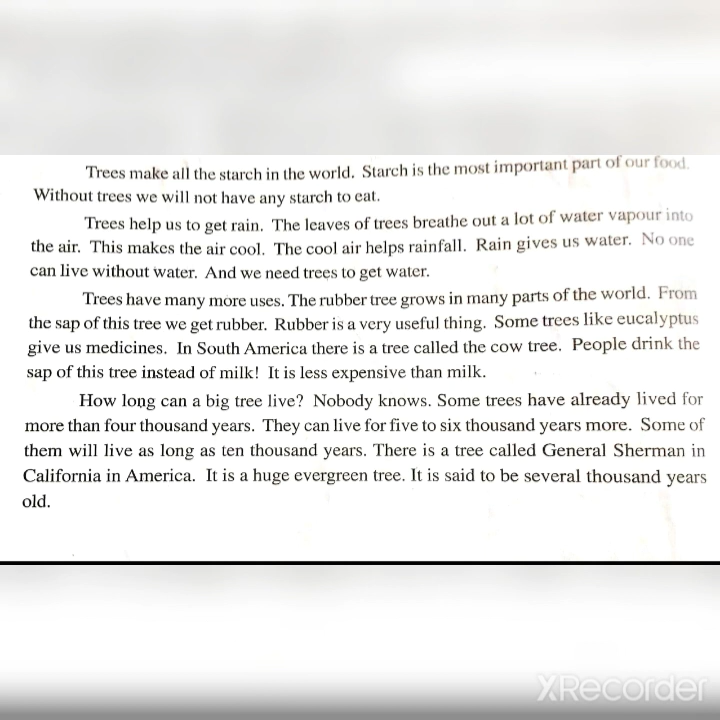 Trees make all the starch in the world. Starch is the most important part of our food.
Without trees we will not have any starch to eat.
Trees help us to get rain. The leaves of trees breathe out a lot of water vapour into
the air. This makes the air cool. The cool air helps rainfall. Rain gives us water. No one
can live without water. And we need trees to get water.
Trees have many more uses. The rubber tree grows in many parts of the world. From
the sap of this tree we get rubber. Rubber is a very useful thing. Some trees like eucalyptus
give us medicines. In South America there is a tree called the cow tree. People drink the
sap of this tree instead of milk! It is less expensive than milk.
How long can a big tree live? Nobody knows. Some trees have already lived for
more than four thousand years. They can live for five to six thousand years more. Some of
them will live as long as ten thousand years. There is a tree called General Sherman in
California in America. It is a huge evergreen tree. It is said to be several thousand years
old.
XRecorder